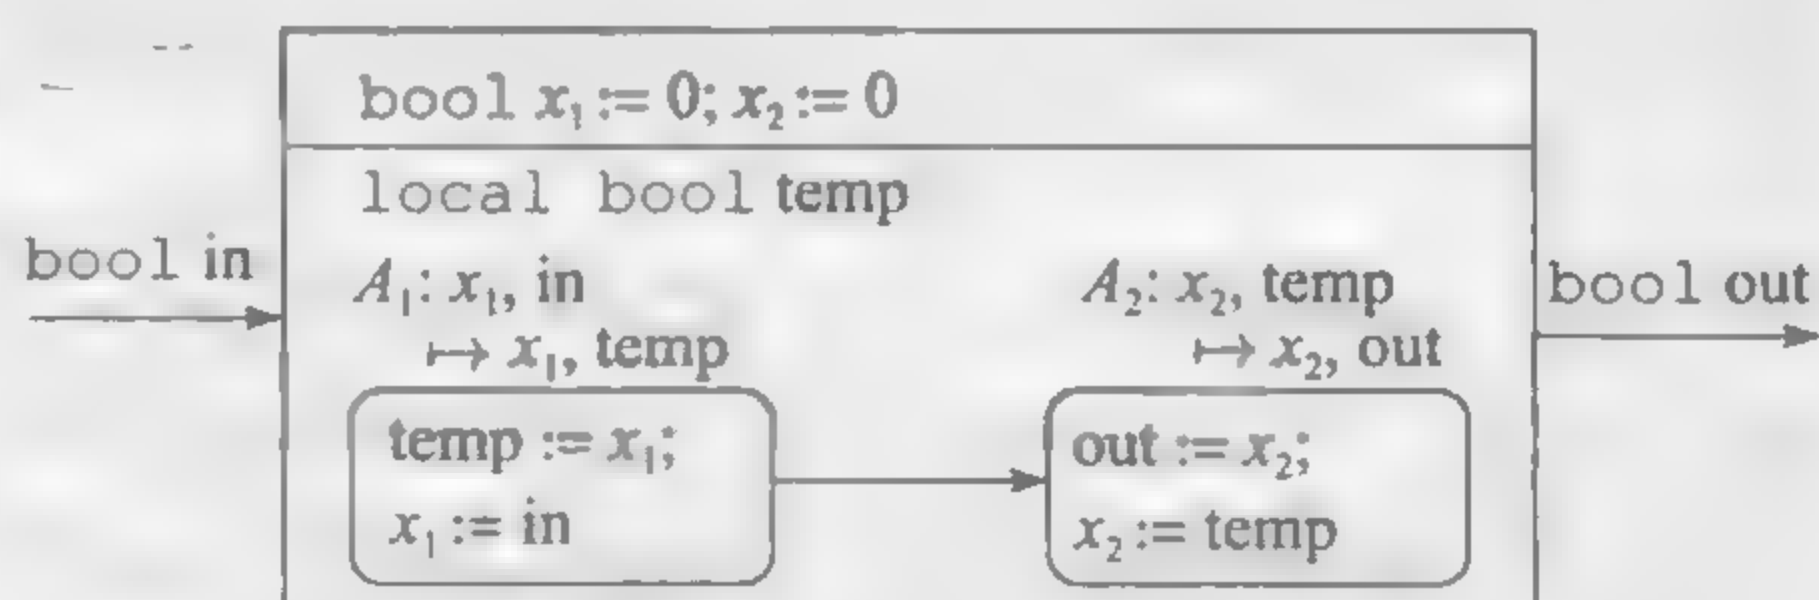 bool x₁ := 0; x₂ := 0
local bool temp
bool in
A₁: x₁, in
↦ x₁, temp
temp := x₁;
x₁ := in
A₂: x₂, temp
↦ x₂, out
out := x₂;
x₂ := temp
bool out